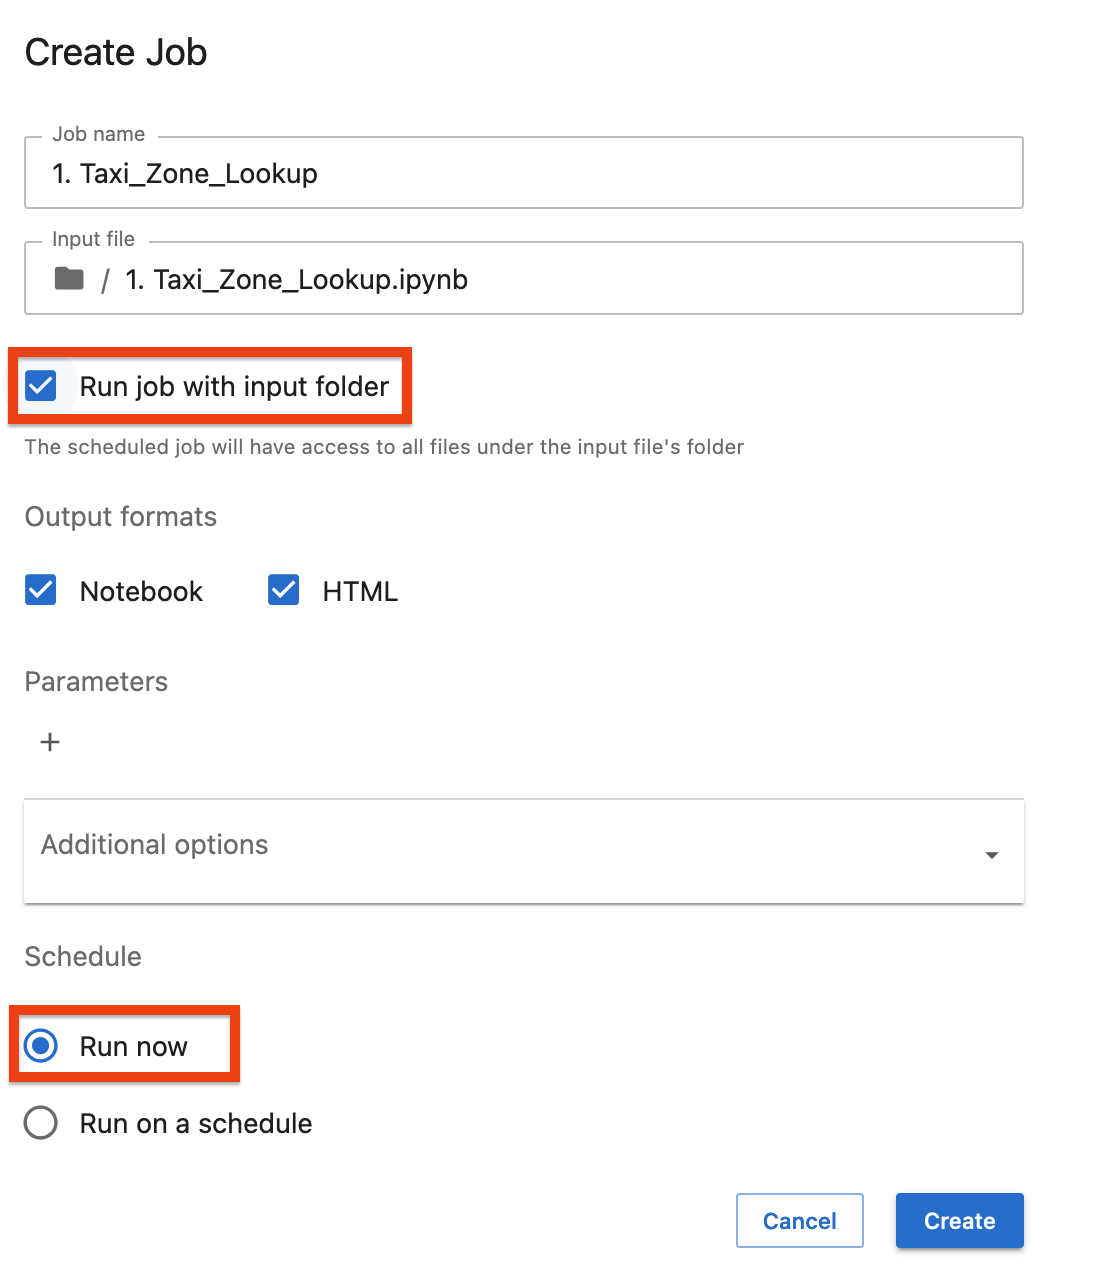 Create Job
Job name
1. Taxi_Zone_Lookup
Input file
/ 1. Taxi_Zone_Lookup.ipynb
Run job with input folder
The scheduled job will have access to all files under the input file's folder
Output formats
Notebook HTML
Parameters
+
Additional options
Schedule
Run now
Run on a schedule
Cancel Create